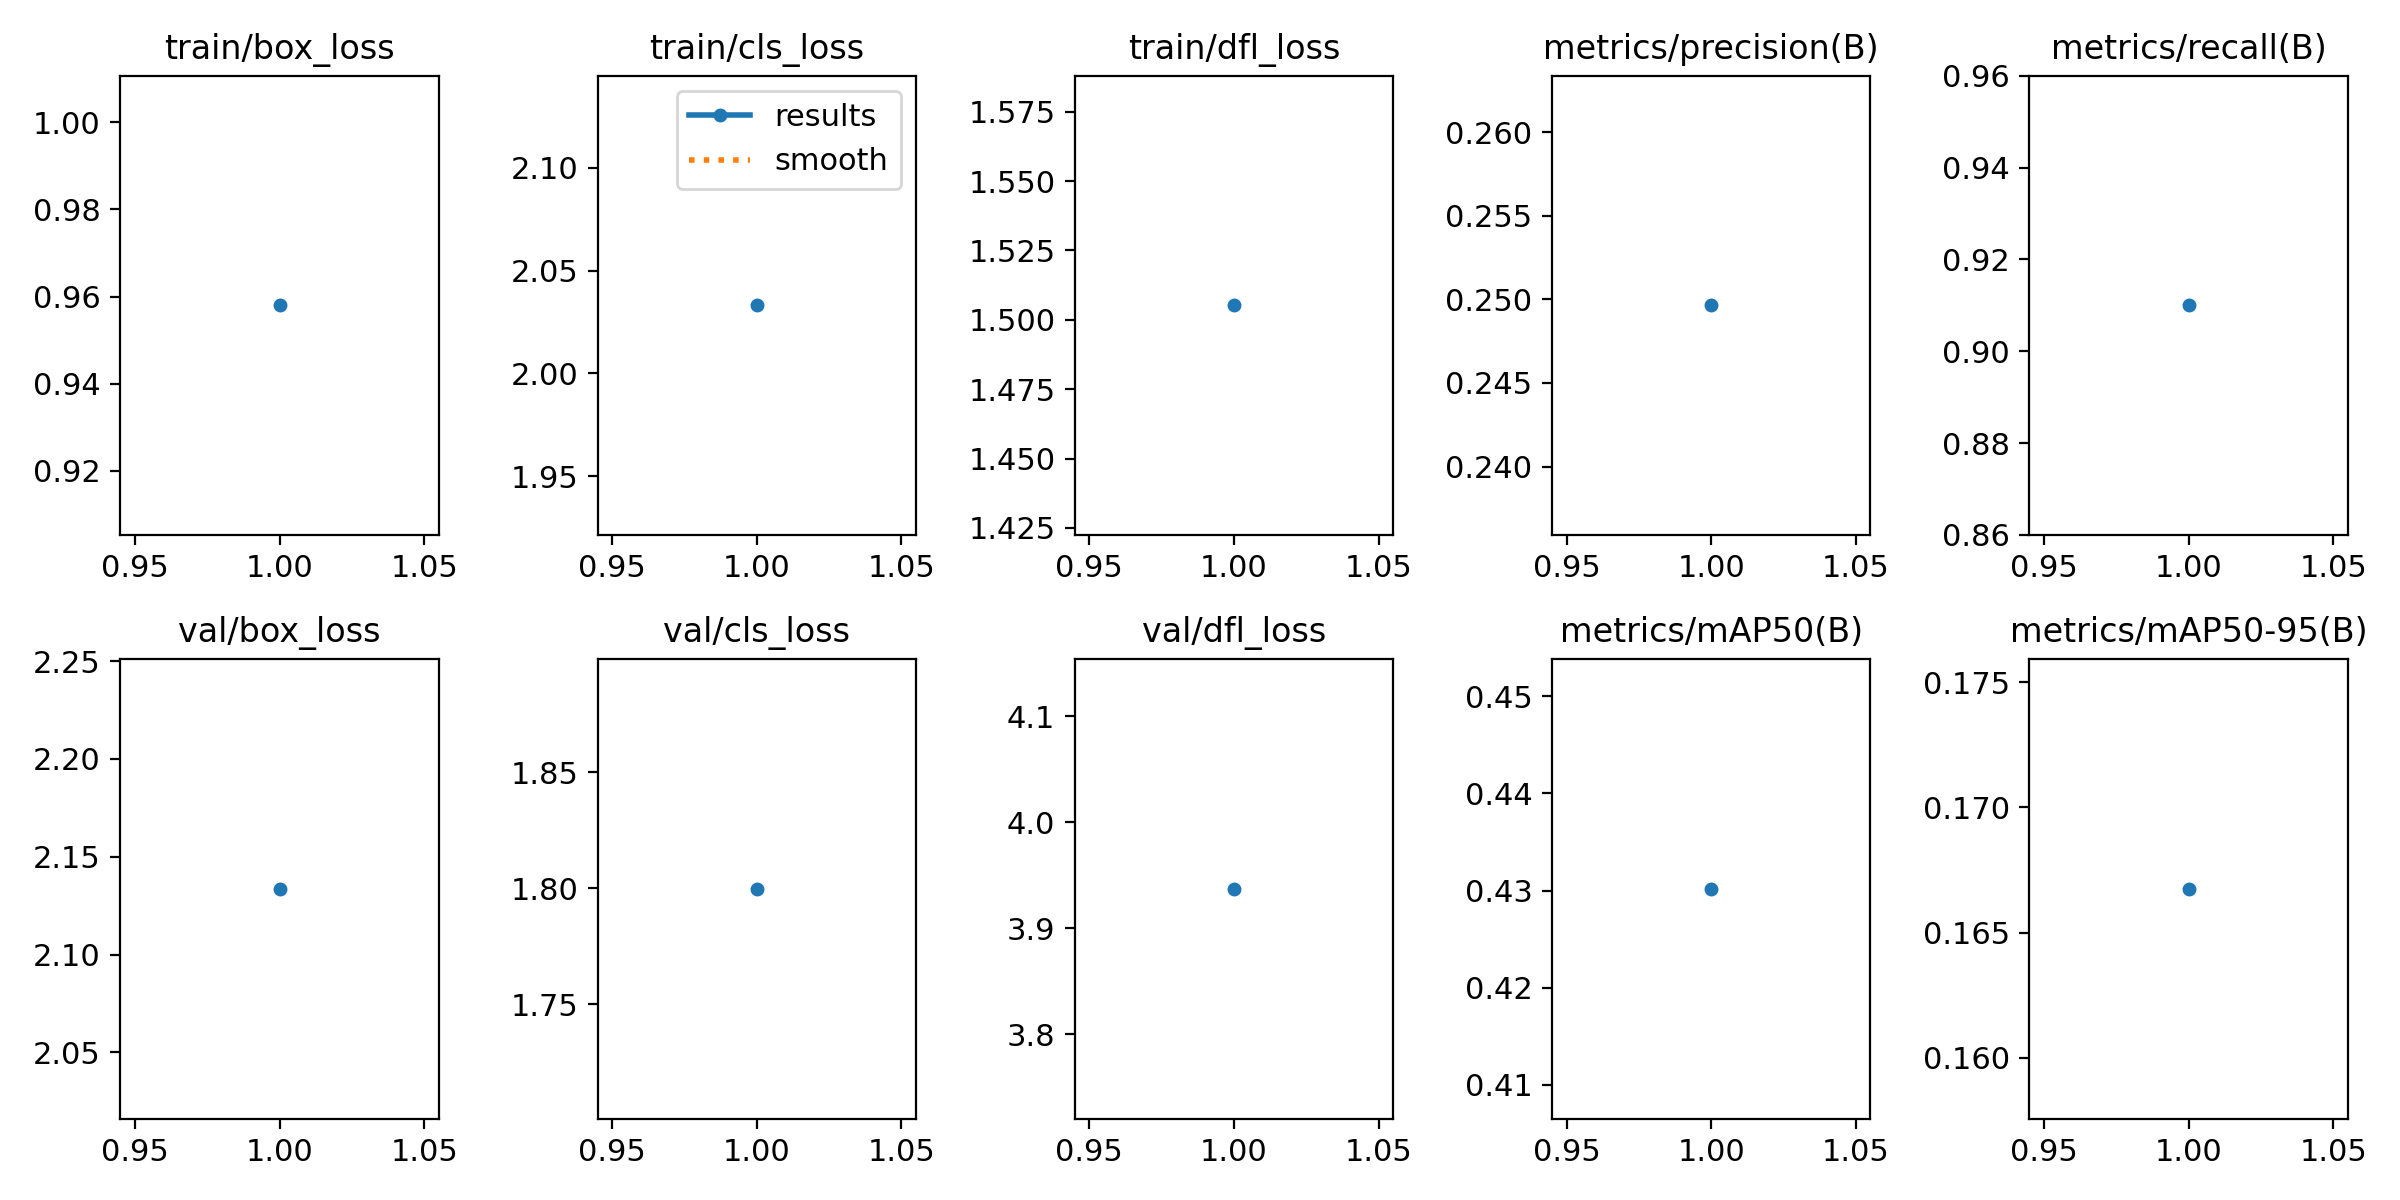 train/box_loss
1.00
0.98
0.96
0.94
0.92
0.95 1.00 1.05
train/cls_loss
results
smooth
2.10
2.05
2.00
1.95
0.95 1.00 1.05
train/dfl_loss
1.575
1.550
1.525
1.500
1.475
1.450
1.425
0.95 1.00 1.05
metrics/precision(B)
0.260
0.255
0.250
0.245
0.240
0.95 1.00 1.05
metrics/recall(B)
0.96
0.94
0.92
0.90
0.88
0.86
0.95 1.00 1.05
val/box_loss
2.25
2.20
2.15
2.10
2.05
0.95 1.00 1.05
val/cls_loss
1.85
1.80
1.75
0.95 1.00 1.05
val/dfl_loss
4.1
4.0
3.9
3.8
0.95 1.00 1.05
metrics/mAP50(B)
0.45
0.44
0.43
0.42
0.41
0.95 1.00 1.05
metrics/mAP50-95(B)
0.175
0.170
0.165
0.160
0.95 1.00 1.05